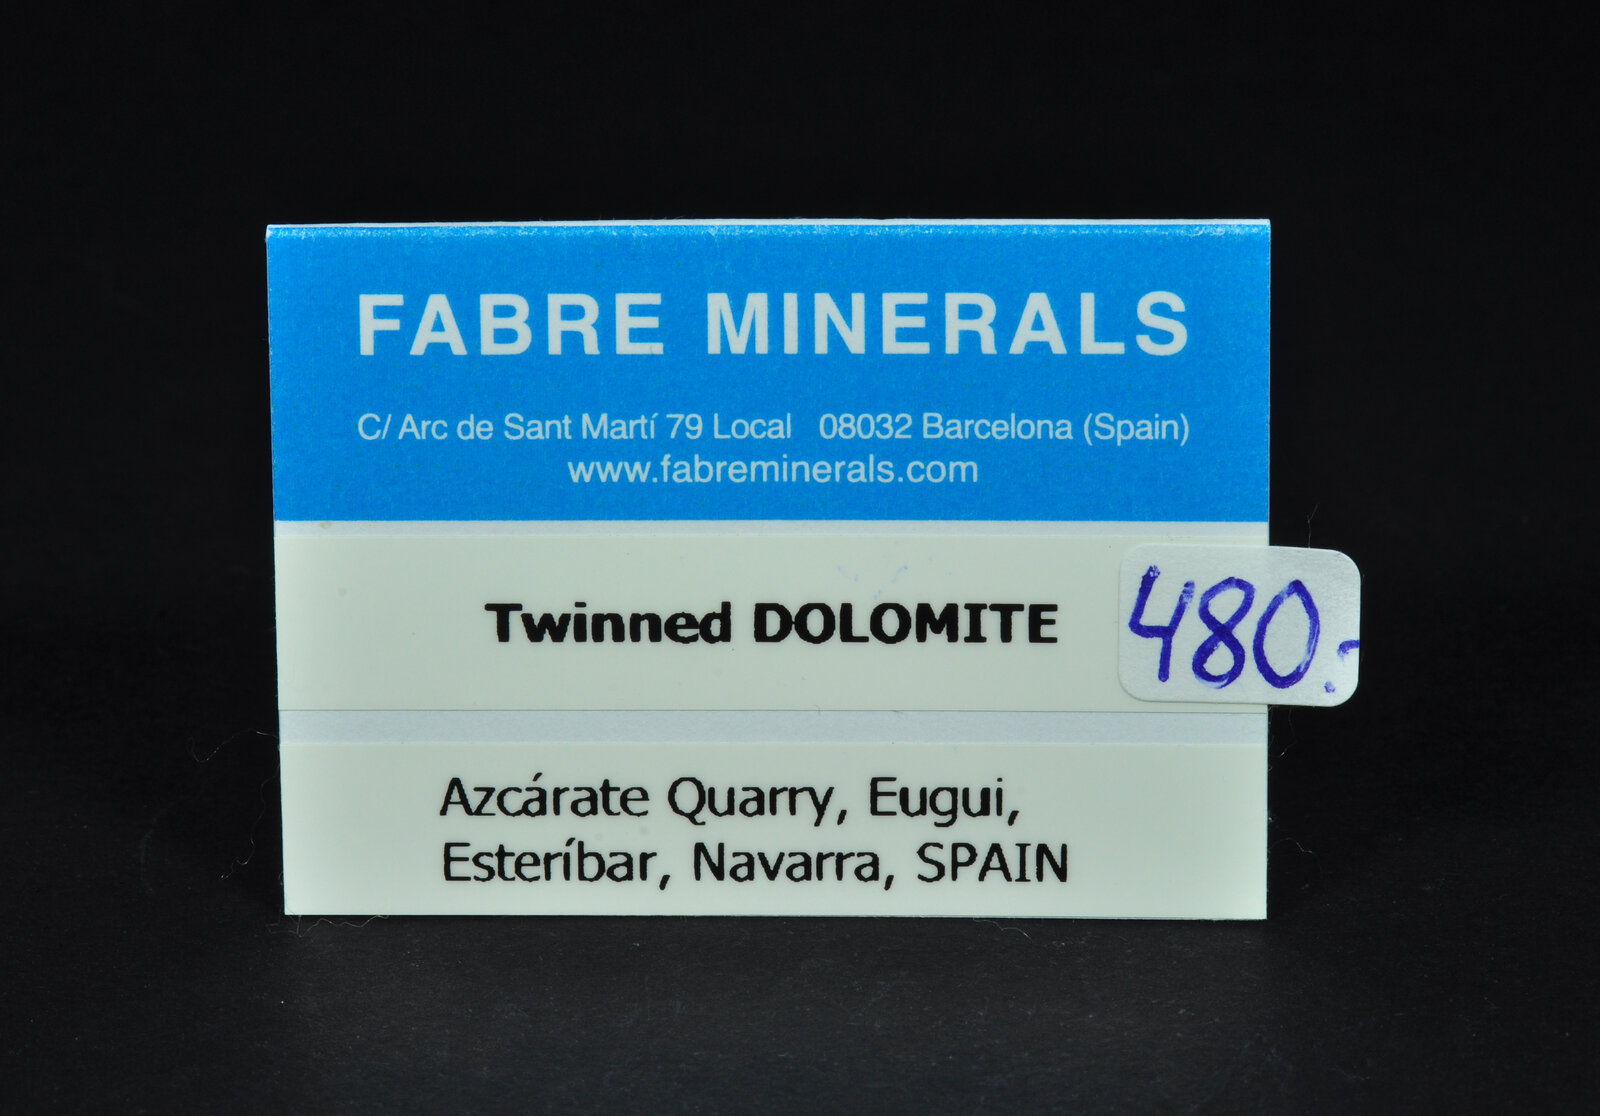 FABRE MINERALS
C/ Arc de Sant Martí 79 Local 08032 Barcelona (Spain)
www.fabreminerals.com
Twinned DOLOMITE
480.-
Azcárate Quarry, Eugui,
Esteríbar, Navarra, SPAIN